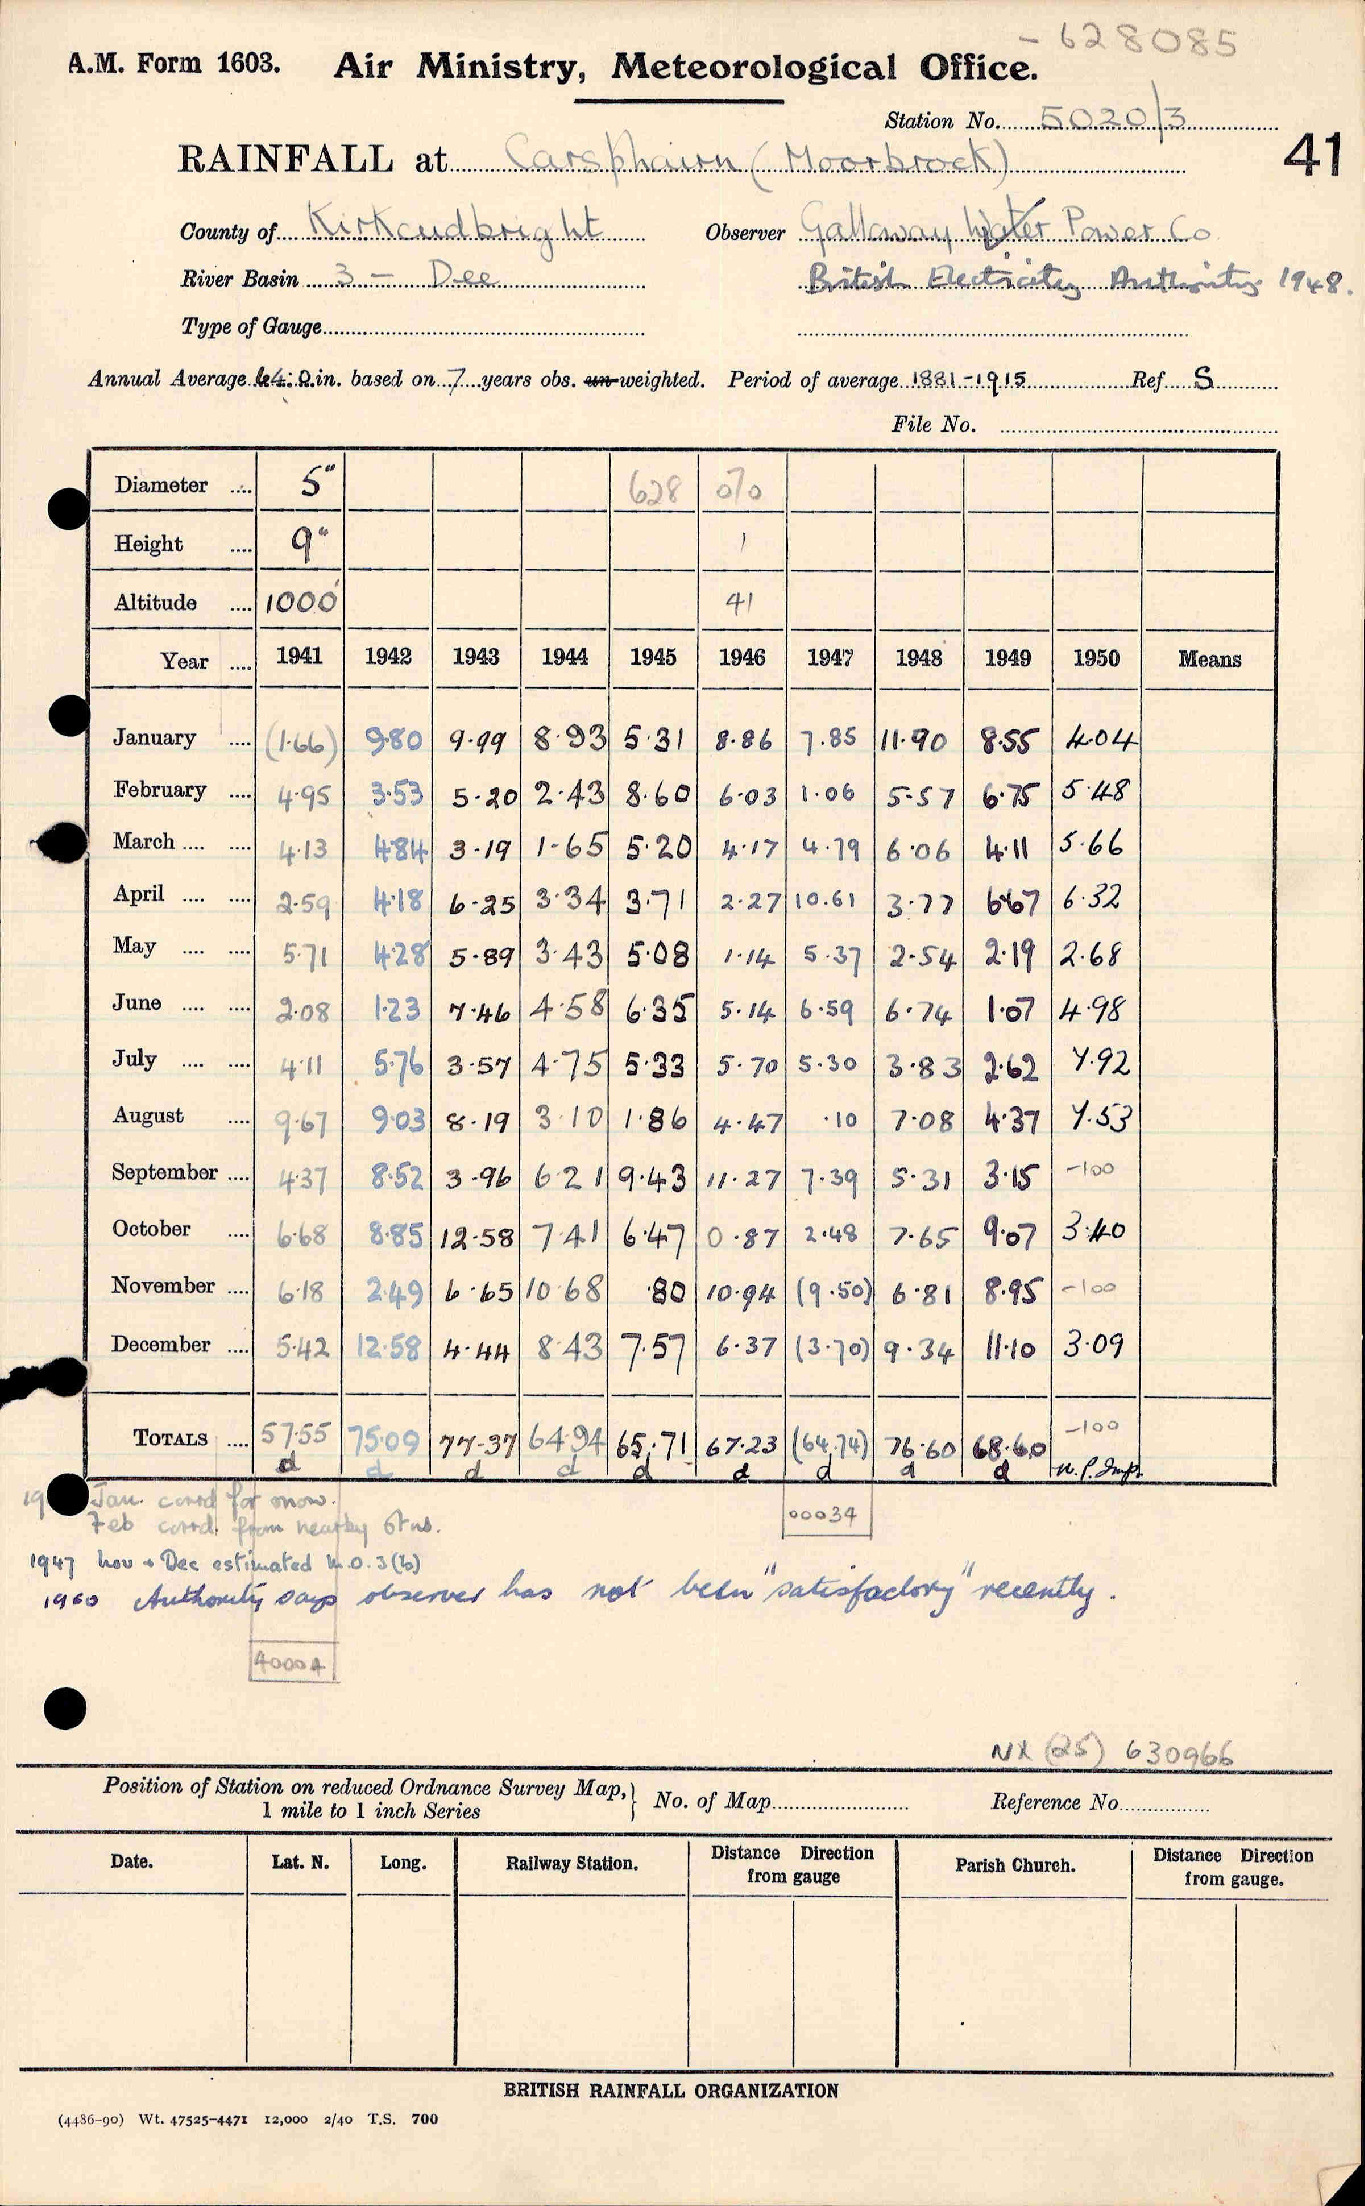 - 628085
A.M. Form 1603. Air Ministry, Meteorological Office.
Station No. 5020/3
RAINFALL at Carsphairn (Moorbrock) 41
County of Kirkcudbright Observer Galloway Water Power Co
River Basin 3 - Dee British Electricity Authority 1948.
Type of Gauge
Annual Average 64.0 in. based on 7 years obs. un-weighted. Period of average 1881-1915 Ref. S
File No.
Diameter .... 5" 628 070
Height .... 9" 1
Altitude .... 1000' 41
Year .... 1941 1942 1943 1944 1945 1946 1947 1948 1949 1950 Means
January .... (1.66) 9.80 9.99 8.93 5.31 8.86 7.85 11.90 8.55 4.04
February .... 4.95 3.53 5.20 2.43 8.60 6.03 1.06 5.57 6.75 5.48
March .... .... 4.13 4.84 3.19 1.65 5.20 4.17 4.79 6.06 4.11 5.66
April .... .... 2.59 4.18 6.25 3.34 3.71 2.27 10.61 3.77 6.67 6.32
May .... .... 5.71 4.28 5.89 3.43 5.08 1.14 5.37 2.54 2.19 2.68
June .... .... 2.08 1.23 7.46 4.58 6.35 5.14 6.59 6.74 1.07 4.98
July .... .... 4.11 5.76 3.57 4.75 5.33 5.70 5.30 3.83 2.62 7.92
August .... 9.67 9.03 8.19 3.10 1.86 4.47 .10 7.08 4.37 7.53
September .... 4.37 8.52 3.96 6.21 9.43 11.27 7.39 5.31 3.15 -100
October .... 6.68 8.85 12.58 7.41 6.47 0.87 2.48 7.65 9.07 3.40
November .... 6.18 2.49 6.65 10.68 .80 10.94 (9.50) 6.81 8.95 -100
December .... 5.42 12.58 4.44 8.43 7.57 6.37 (3.70) 9.34 11.10 3.09
TOTALS .... 57.55 75.09 77.37 64.94 65.71 67.23 (64.74) 76.60 68.60 -100
d d d d d d d d d
Jan. corrd for snow.
Feb corrd. from nearby stns.
00034
1947 Nov + Dec estimated M.O.3(b)
1950 Authority says observer has not been "satisfactory" recently.
40004
NX (25) 630966
Position of Station on reduced Ordnance Survey Map,
1 mile to 1 inch Series } No. of Map Reference No
Date. Lat. N. Long. Railway Station. Distance Direction from gauge Parish Church. Distance Direction from gauge.
BRITISH RAINFALL ORGANIZATION
(4486-90) Wt. 47525-4471 12,000 2/40 T.S. 700